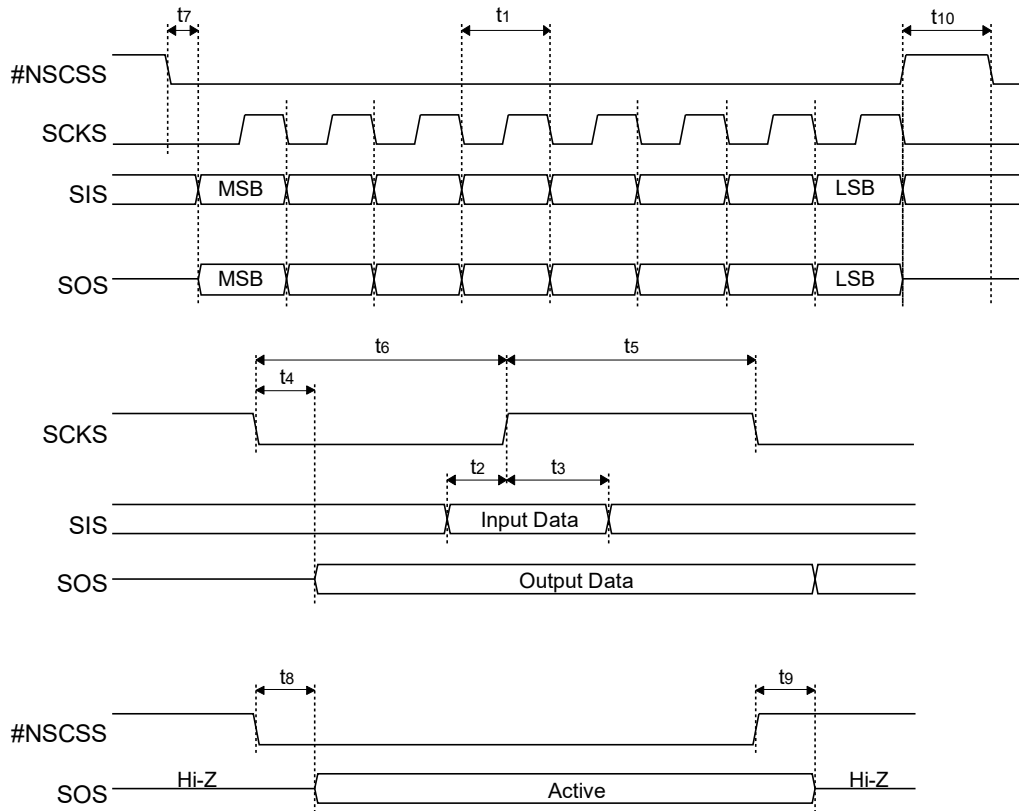 t7 t1 t10
#NSCSS
SCKS
SIS MSB LSB
SOS MSB LSB
t6 t5
t4
SCKS
t2 t3
SIS Input Data
SOS Output Data
t8 t9
#NSCSS
SOS Hi-Z Active Hi-Z